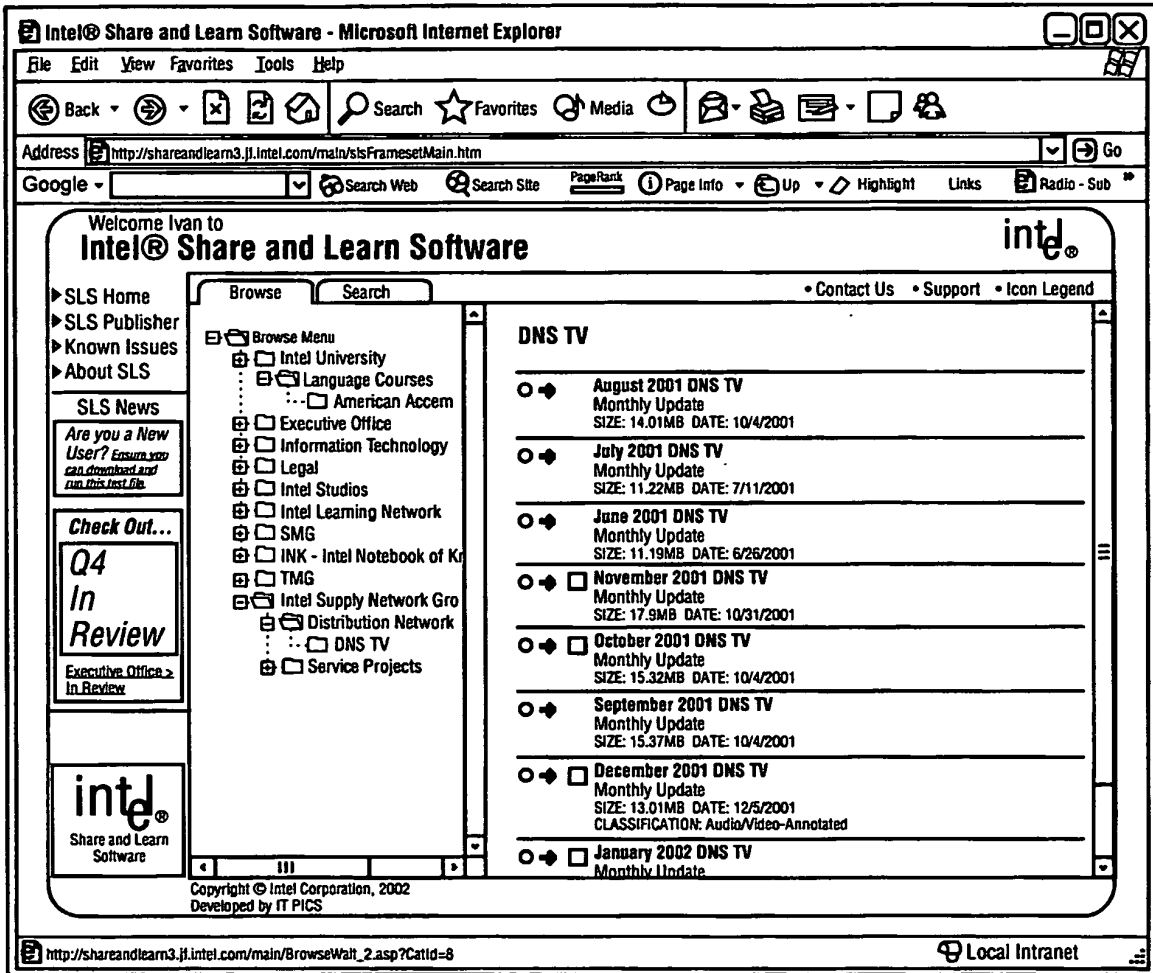 Intel® Share and Learn Software - Microsoft Internet Explorer
File Edit View Favorites Tools Help
Back Search Favorites Media
Address http://shareandlearn3.jf.intel.com/main/slsFramesetMain.htm Go
Google Search Web Search Site PageRank Page Info Up Highlight Links Radio - Sub »
Welcome Ivan to
Intel® Share and Learn Software
intel®
SLS Home
SLS Publisher
Known Issues
About SLS
SLS News
Are you a New
User? Ensure you
can download and
run this test file
Check Out...
Q4
In
Review
Executive Office >
In Review
intel®
Share and Learn
Software
Browse Search
• Contact Us • Support • Icon Legend
Browse Menu
Intel University
Language Courses
American Accem
Executive Office
Information Technology
Legal
Intel Studios
Intel Learning Network
SMG
INK - Intel Notebook of Kr
TMG
Intel Supply Network Gro
Distribution Network
DNS TV
Service Projects
DNS TV
August 2001 DNS TV
Monthly Update
SIZE: 14.01MB DATE: 10/4/2001
July 2001 DNS TV
Monthly Update
SIZE: 11.22MB DATE: 7/11/2001
June 2001 DNS TV
Monthly Update
SIZE: 11.19MB DATE: 6/26/2001
November 2001 DNS TV
Monthly Update
SIZE: 17.9MB DATE: 10/31/2001
October 2001 DNS TV
Monthly Update
SIZE: 15.32MB DATE: 10/4/2001
September 2001 DNS TV
Monthly Update
SIZE: 15.37MB DATE: 10/4/2001
December 2001 DNS TV
Monthly Update
SIZE: 13.01MB DATE: 12/5/2001
CLASSIFICATION: Audio/Video-Annotated
January 2002 DNS TV
Monthly Update
Copyright © Intel Corporation, 2002
Developed by IT PICS
http://shareandlearn3.jf.intel.com/main/BrowseWait_2.asp?CatId=8 Local Intranet